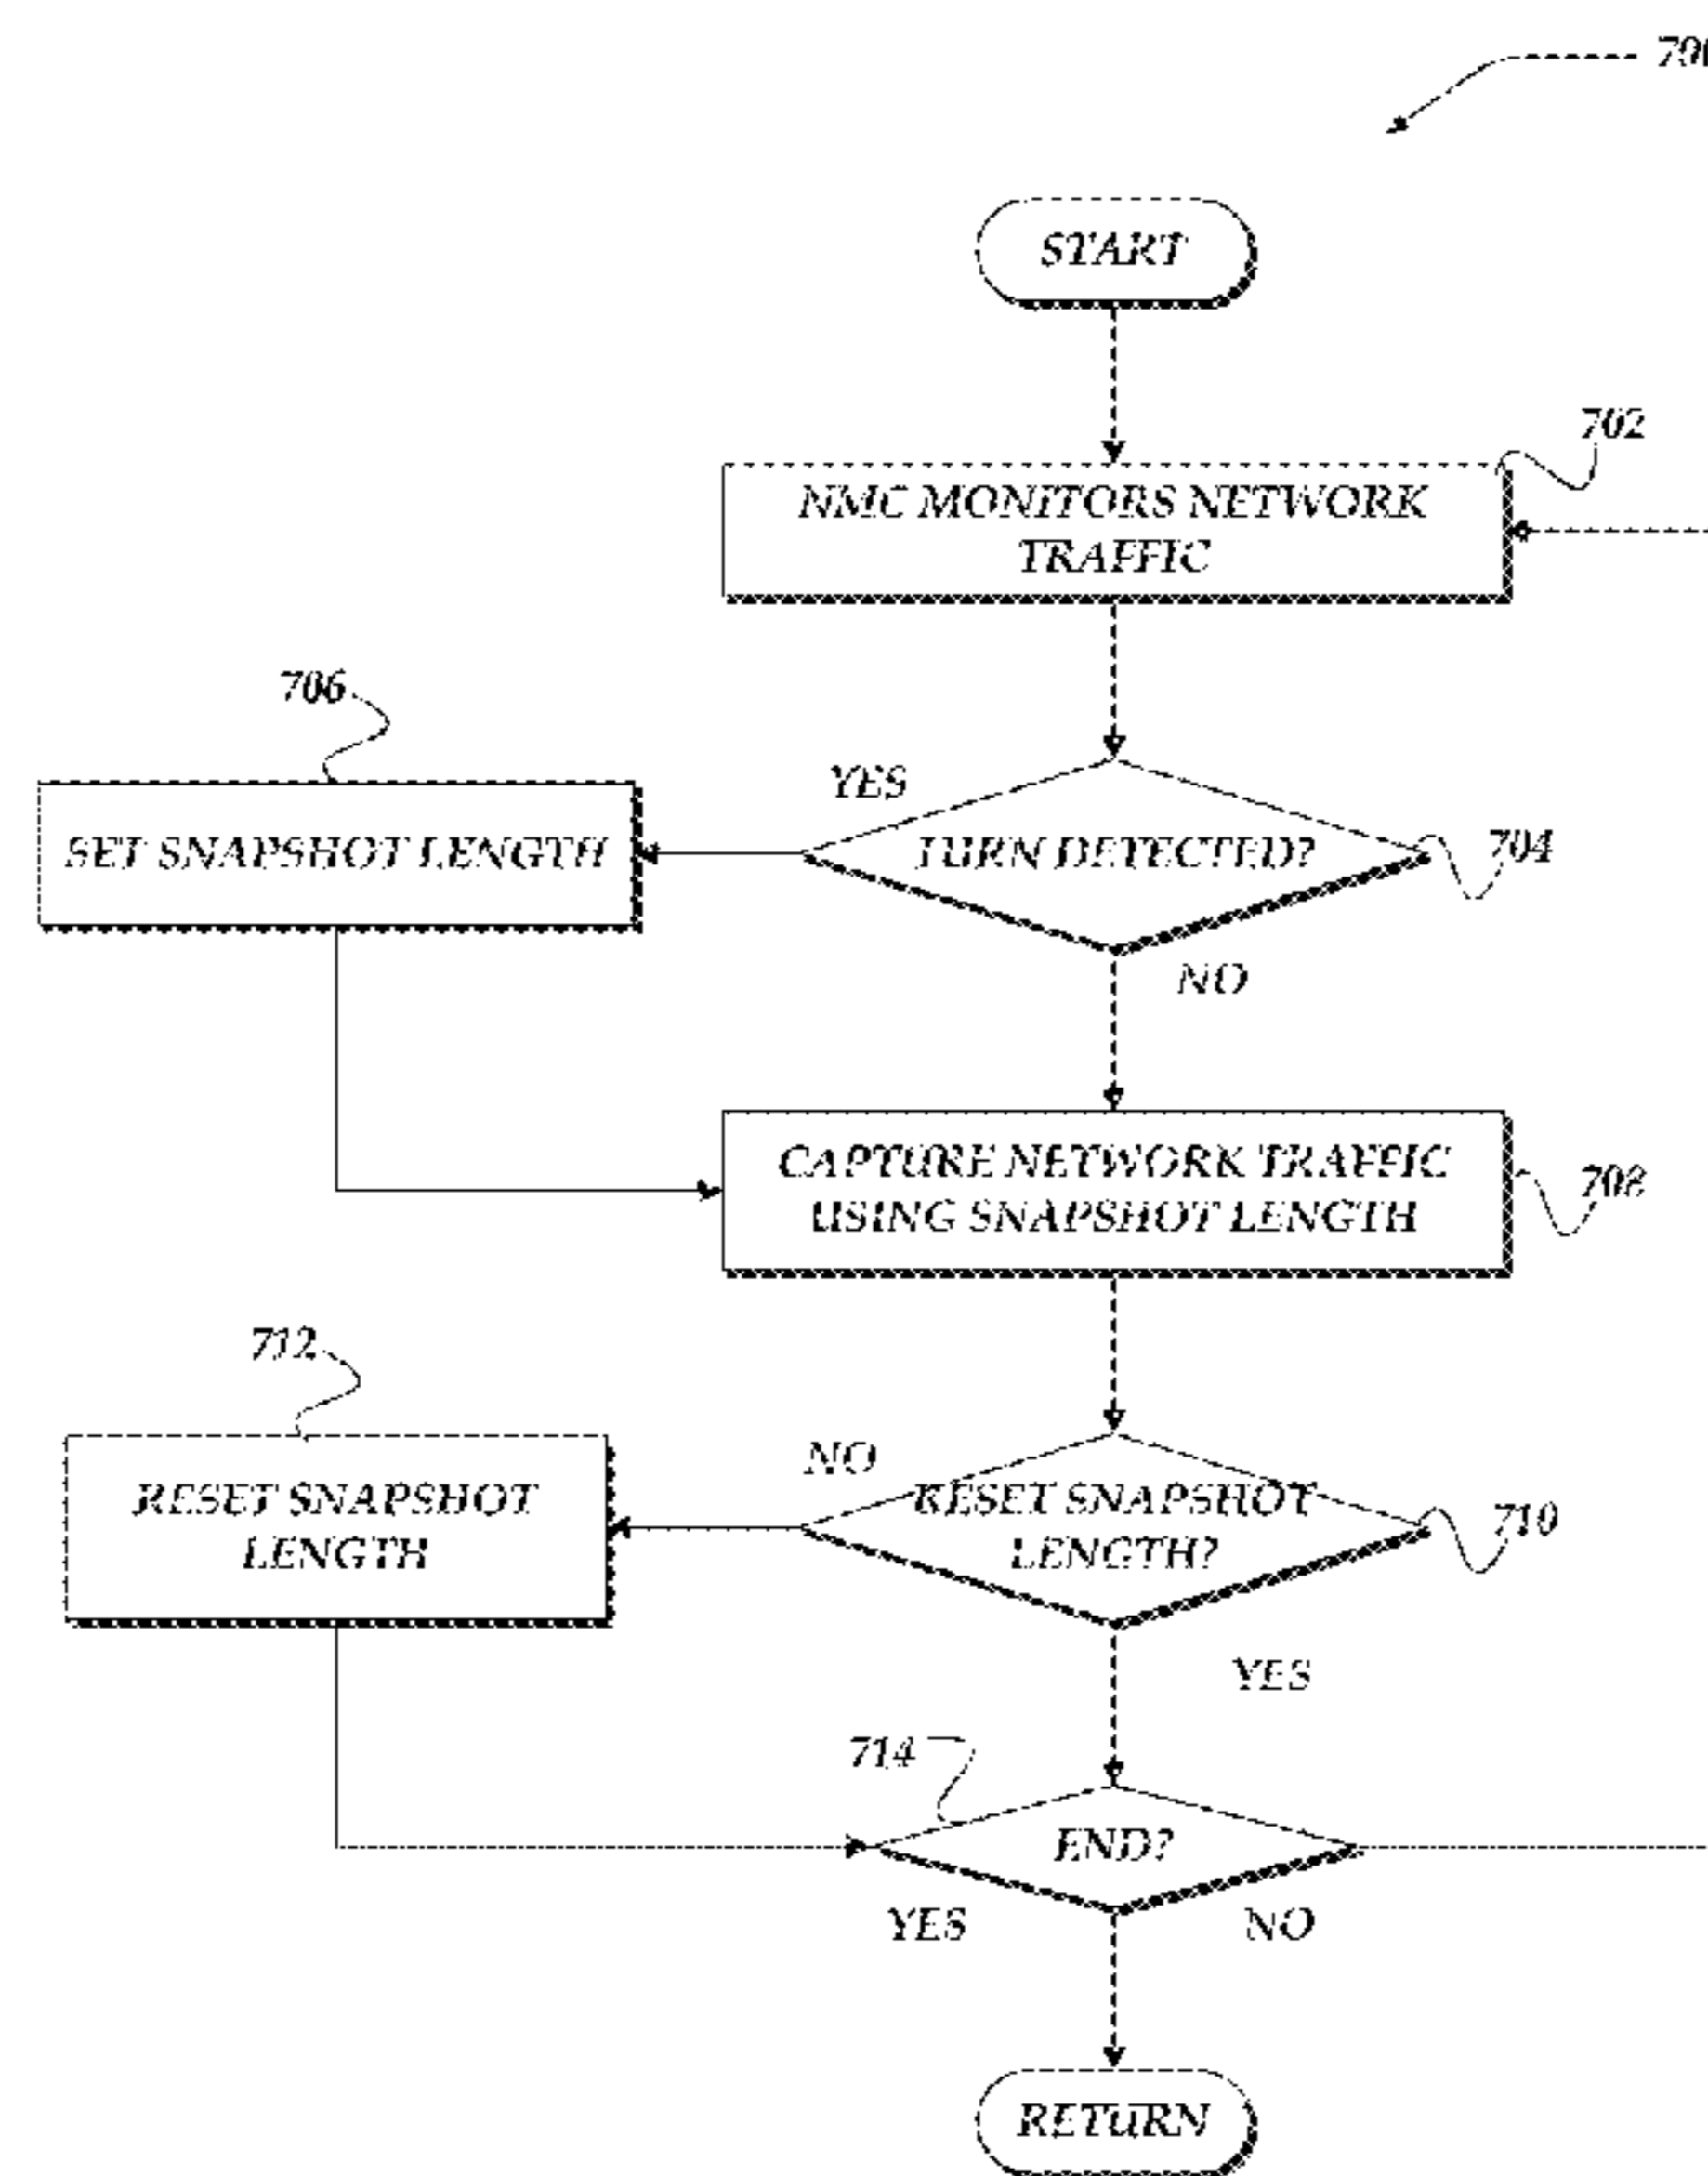 START
702
NMC MONITORS NETWORK
TRAFFIC
706
YES
SET SNAPSHOT LENGTH
TURN DETECTED?
704
NO
CAPTURE NETWORK TRAFFIC
USING SNAPSHOT LENGTH
708
712
NO
RESET SNAPSHOT
LENGTH
RESET SNAPSHOT
LENGTH?
710
YES
714
END?
YES
NO
RETURN